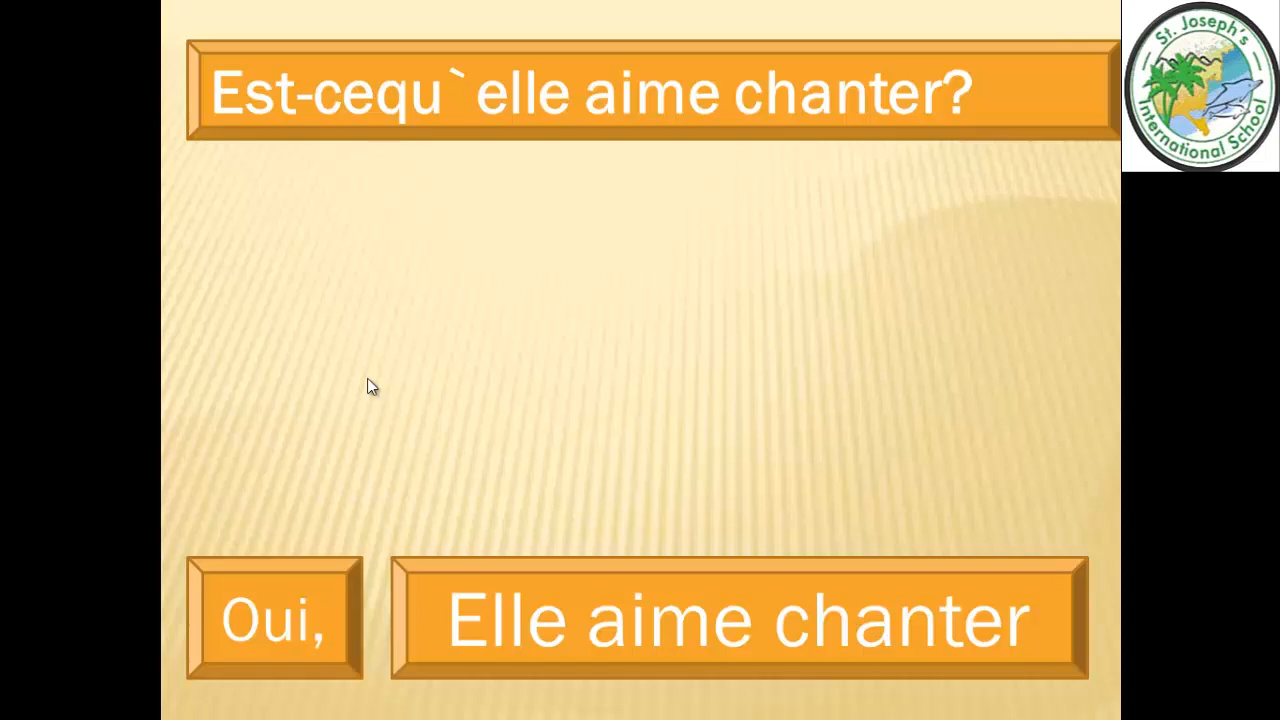 Est-cequ`elle aime chanter?
St. Joseph's
International School
Oui,
Elle aime chanter